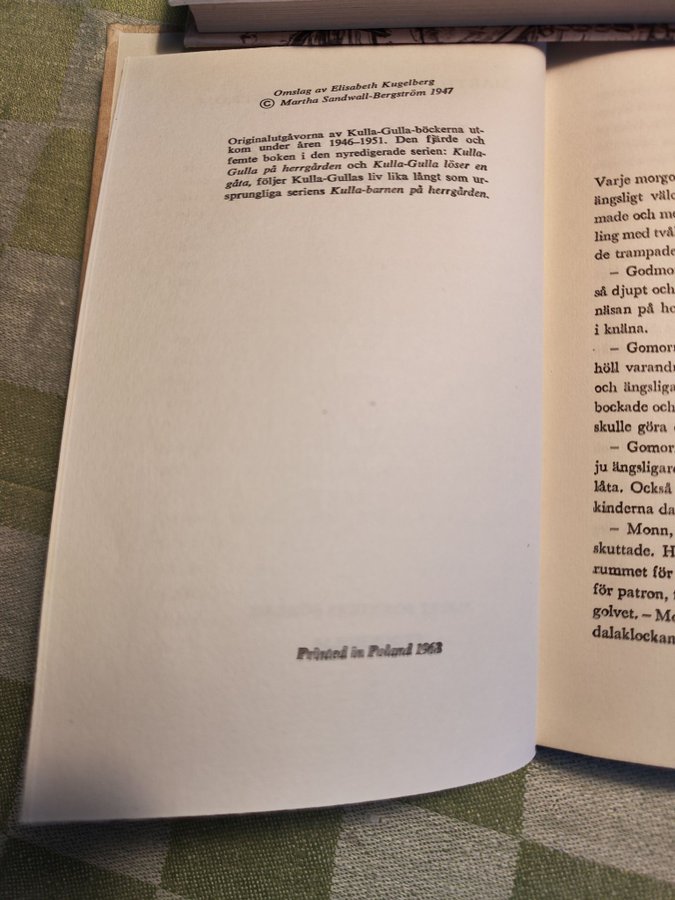 Omslag av Elisabeth Kugelberg
© Martha Sandwall-Bergström 1947
Originalutgåvorna av Kulla-Gulla-böckerna ut-
kom under åren 1946–1951. Den fjärde och
femte boken i den nyredigerade serien: Kulla-
Gulla på herrgården och Kulla-Gulla löser en
gåta, följer Kulla-Gullas liv lika långt som ur-
sprungliga seriens Kulla-barnen på herrgården.
Printed in Poland 1968
Varje morgo
ängsligt väl
made och me
ling med två
de trampade
– Godmo
så djupt och
näsan på he
i knäna.
– Gomor
höll varand
och ängsliga
bockade och
skulle göra
– Gomor
ju ängsligar
låta. Också
kinderna da
– Monn,
skuttade. H
rummet för
för patron,
golvet. – Me
dalaklockan